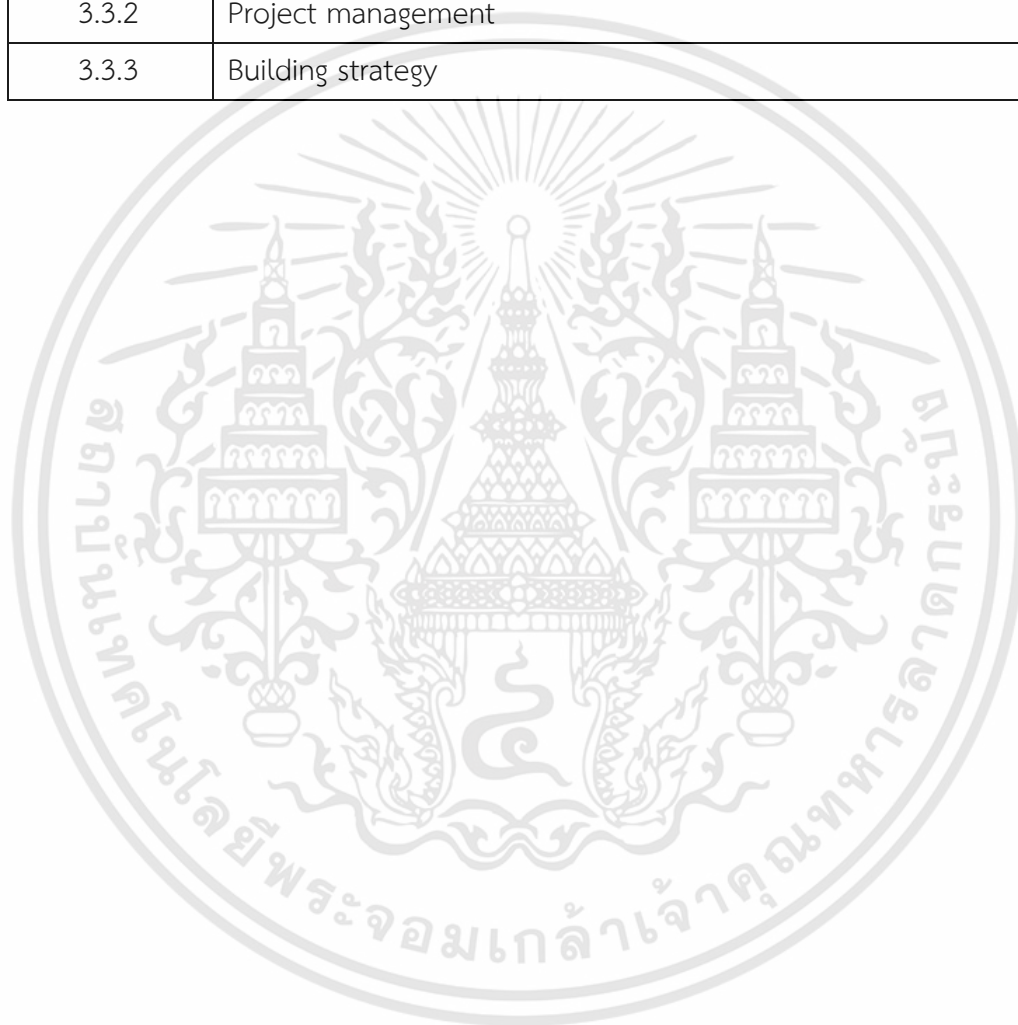 3.3.2 Project management
3.3.3 Building strategy
สถาบันเทคโนโลยีพระจอมเกล้าเจ้าคุณทหารลาดกระบัง
๔